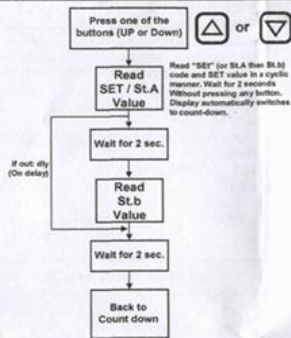 Press one of the
buttons (UP or Down)
or
Read
SET / St.A
Value
Read "SEt" (or St.A then St.b)
code and SET value in a cyclic
manner. Wait for 2 seconds
Without pressing any button.
Display automatically switches
to count-down.
Wait for 2 sec.
if out: dly
(On delay)
Read
St.b
Value
Wait for 2 sec.
Back to
Count down